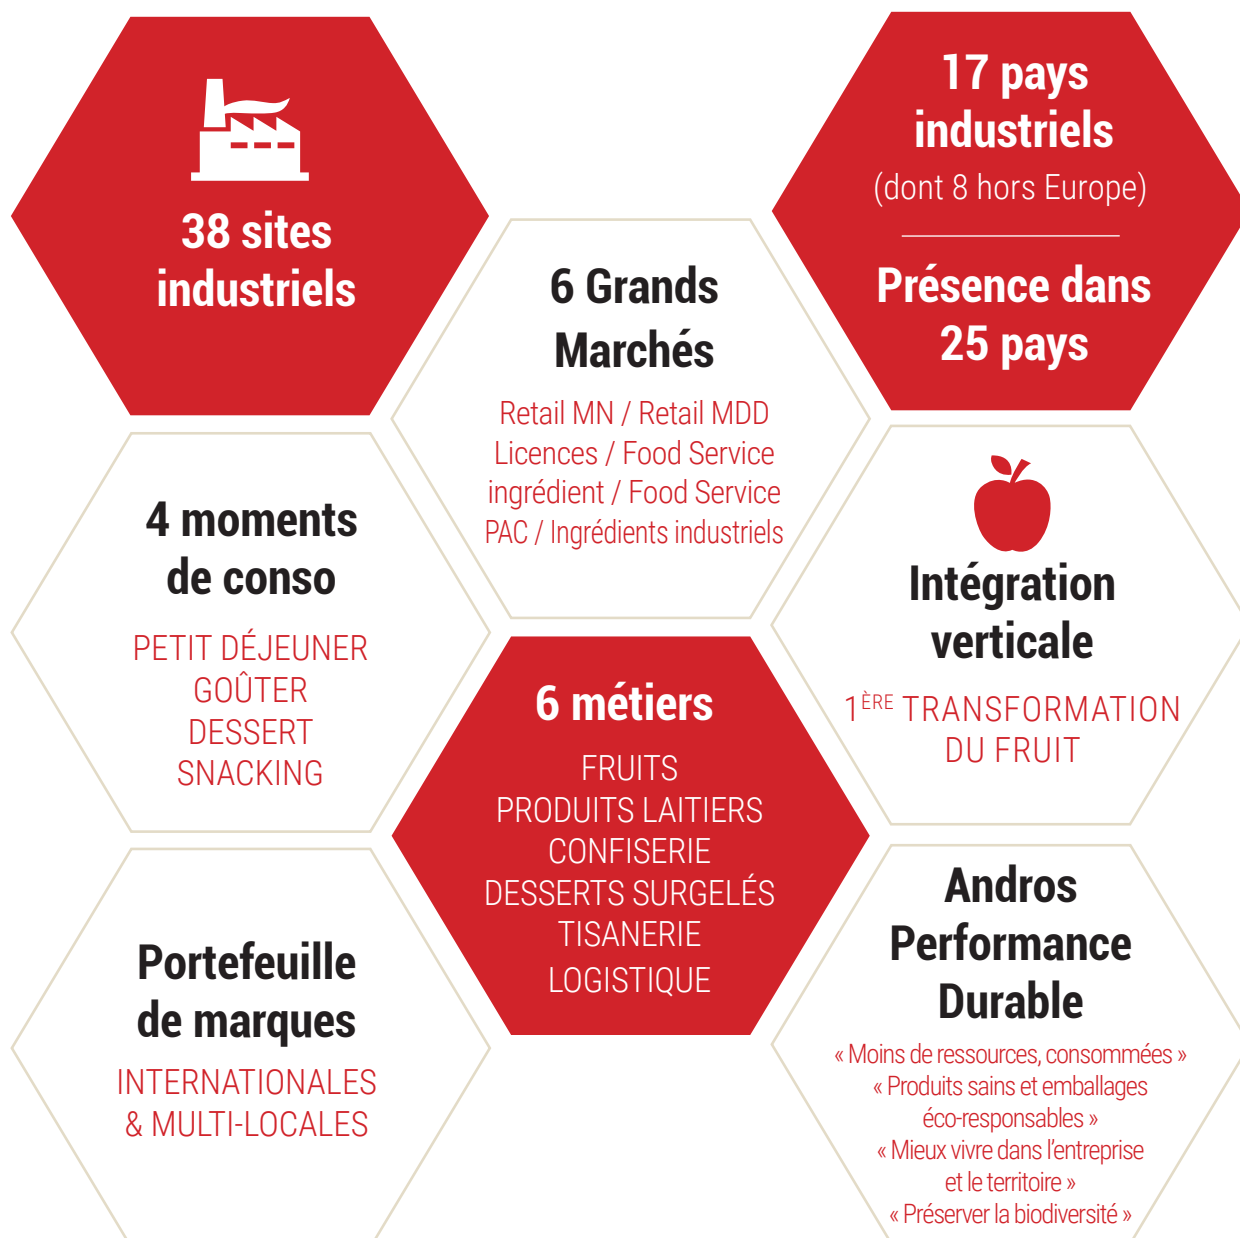 38 sites
industriels
17 pays
industriels
(dont 8 hors Europe)
Présence dans
25 pays
6 Grands
Marchés
Retail MN / Retail MDD
Licences / Food Service
ingrédient / Food Service
PAC / Ingrédients industriels
4 moments
de conso
PETIT DÉJEUNER
GOÛTER
DESSERT
SNACKING
Intégration
verticale
1ÈRE TRANSFORMATION
DU FRUIT
6 métiers
FRUITS
PRODUITS LAITIERS
CONFISERIE
DESSERTS SURGELÉS
TISANERIE
LOGISTIQUE
Portefeuille
de marques
INTERNATIONALES
& MULTI-LOCALES
Andros
Performance
Durable
« Moins de ressources, consommées »
« Produits sains et emballages
éco-responsables »
« Mieux vivre dans l'entreprise
et le territoire »
« Préserver la biodiversité »